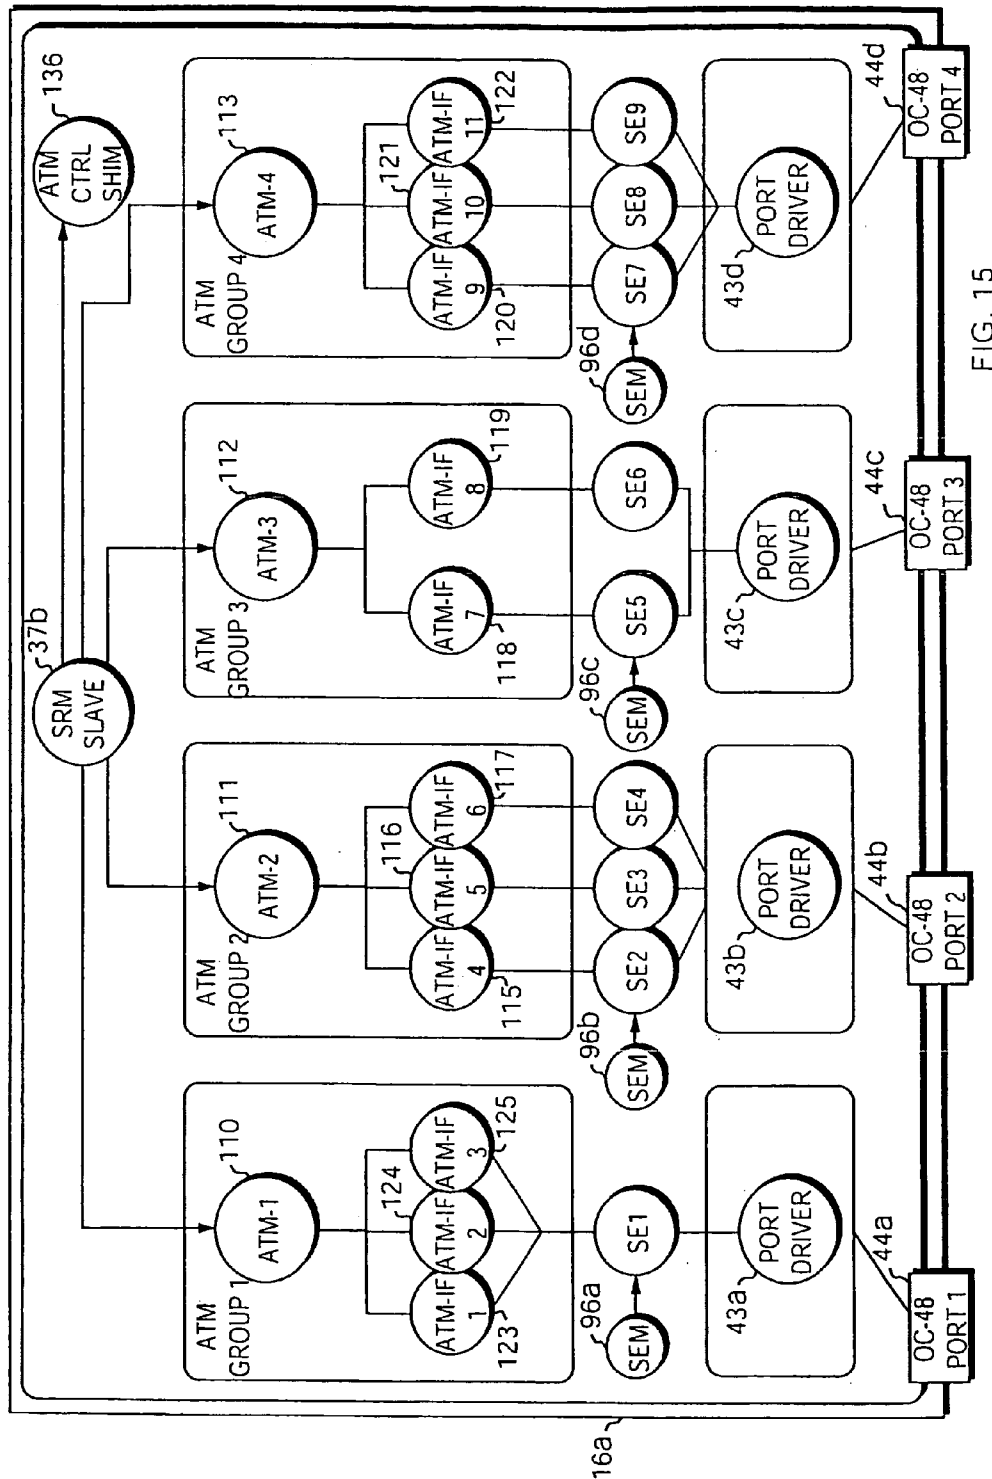 37b
SRM
SLAVE
136
ATM
CTRL
SHIM
ATM
GROUP 1
110
ATM-1
124
ATM-IF
1
ATM-IF
2
ATM-IF
3
123
125
ATM
GROUP 2
111
ATM-2
116
ATM-IF
4
ATM-IF
5
ATM-IF
6
115
117
ATM
GROUP 3
112
ATM-3
ATM-IF
7
ATM-IF
8
118
119
ATM
GROUP 4
113
ATM-4
121
ATM-IF
9
ATM-IF
10
ATM-IF
11
120
122
96a
SEM
SE1
96b
SEM
SE2
SE3
SE4
96c
SEM
SE5
SE6
96d
SEM
SE7
SE8
SE9
43a
PORT
DRIVER
43b
PORT
DRIVER
43c
PORT
DRIVER
43d
PORT
DRIVER
44a
OC-48
PORT 1
44b
OC-48
PORT 2
44c
OC-48
PORT 3
44d
OC-48
PORT 4
16a
FIG. 15